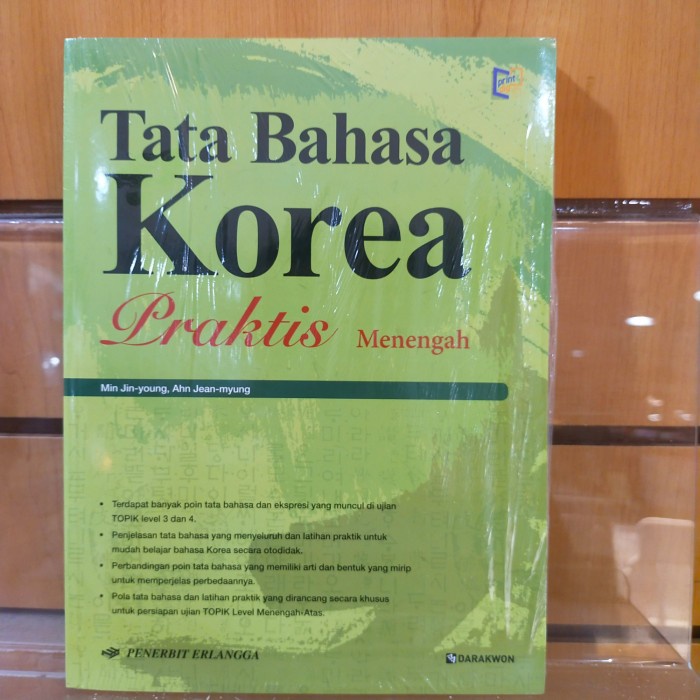 print
Tata Bahasa
Korea
Praktis Menengah
Min Jin-young, Ahn Jean-myung
• Terdapat banyak poin tata bahasa dan ekspresi yang muncul di ujian
TOPIK level 3 dan 4.
• Penjelasan tata bahasa yang menyeluruh dan latihan praktik untuk
mudah belajar bahasa Korea secara otodidak.
• Perbandingan poin tata bahasa yang memiliki arti dan bentuk yang mirip
untuk memperjelas perbedaannya.
• Pola tata bahasa dan latihan praktik yang dirancang secara khusus
untuk persiapan ujian TOPIK Level Menengah-Atas.
PENERBIT ERLANGGA
DARAKWON